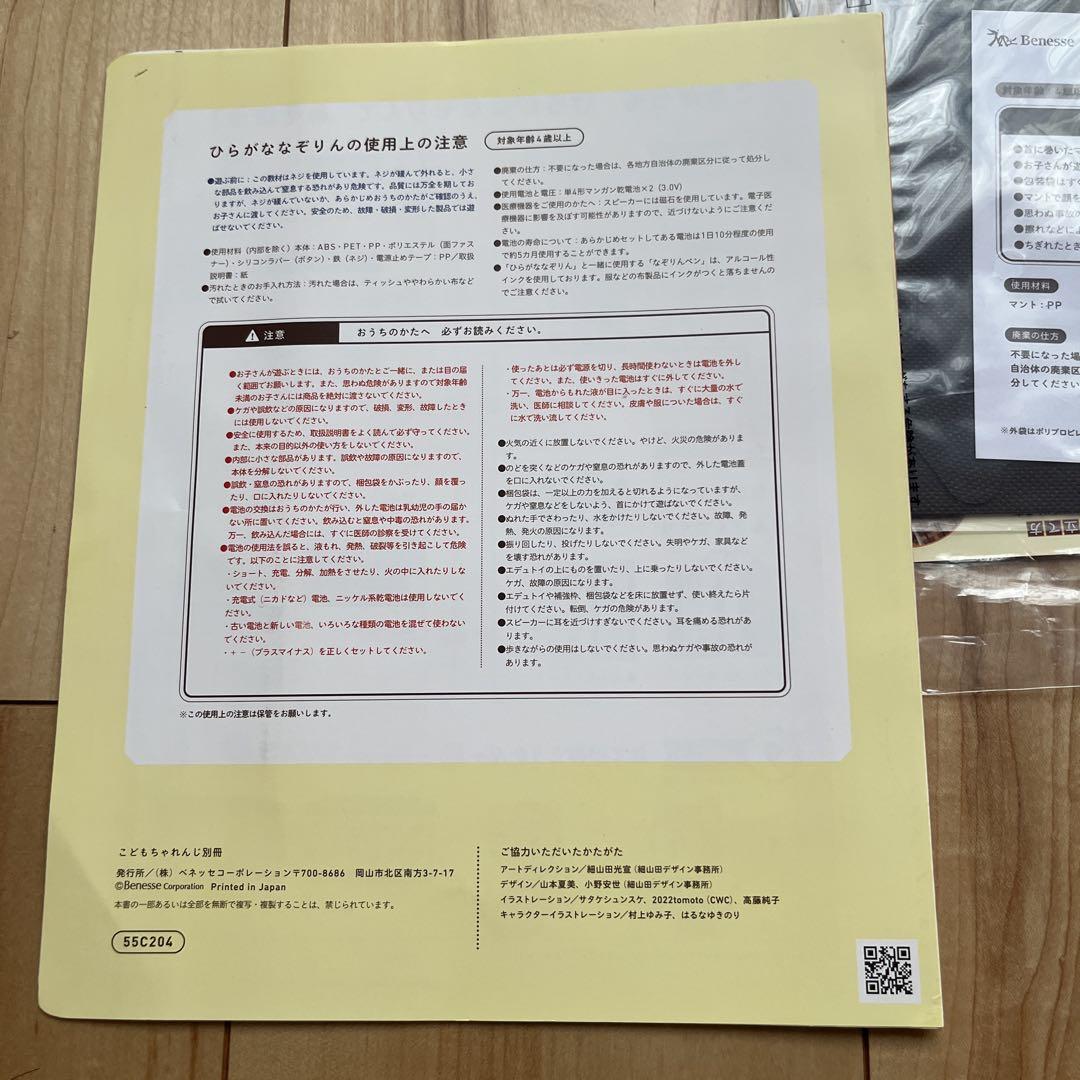 ひらがななぞりんの使用上の注意
対象年齢4歳以上
●遊ぶ前に：この教材はネジを使用しています。ネジが緩んで外れると、小さ
な部品を飲み込んで窒息する恐れがあり危険です。品質には万全を期してお
りますが、ネジが緩んでいないか、あらかじめおうちのかたがご確認のうえ、
お子さんに渡してください。安全のため、故障・破損・変形した製品では遊
ばせないでください。
●使用材料（内部を除く）本体：ABS・PET・PP・ポリエステル（面ファス
ナー）・シリコンラバー（ボタン）・鉄（ネジ）・電源止めテープ：PP／取扱
説明書：紙
●汚れたときのお手入れ方法：汚れた場合は、ティッシュややわらかい布など
で拭いてください。
●廃棄の仕方：不要になった場合は、各地方自治体の廃棄区分に従って処分し
てください。
●使用電池と電圧：単4形マンガン乾電池×2（3.0V）
●医療機器をご使用のかたへ：スピーカーには磁石を使用しています。電子医
療機器に影響を及ぼす可能性がありますので、近づけないようにご注意くだ
さい。
●電池の寿命について：あらかじめセットしてある電池は1日10分程度の使用
で約5カ月使用することができます。
●「ひらがななぞりん」と一緒に使用する「なぞりんペン」は、アルコール性
インクを使用しております。服などの布製品にインクがつくと落ちませんの
でご注意ください。
注意
おうちのかたへ 必ずお読みください。
●お子さんが遊ぶときには、おうちのかたとご一緒に、または目の届
く範囲でお願いします。また、思わぬ危険がありますので対象年齢
未満のお子さんには商品を絶対に渡さないでください。
●ケガや誤飲などの原因になりますので、破損、変形、故障したとき
には使用しないでください。
●安全に使用するため、取扱説明書をよく読んで必ず守ってください。
また、本来の目的以外の使い方をしないでください。
●内部に小さな部品があります。誤飲や故障の原因になりますので、
本体を分解しないでください。
●誤飲・窒息の恐れがありますので、梱包袋をかぶったり、顔を覆っ
たり、口に入れたりしないでください。
●電池の交換はおうちのかたが行い、外した電池は乳幼児の手の届か
ない所に置いてください。飲み込むと窒息や中毒の恐れがあります。
万一、飲み込んだ場合には、すぐに医師の診察を受けてください。
●電池の使用法を誤ると、液もれ、発熱、破裂等を引き起こして危険
です。以下のことに注意してください。
・ショート、充電、分解、加熱をさせたり、火の中に入れたりしな
いでください。
・充電式（ニカドなど）電池、ニッケル系乾電池は使用しないでく
ださい。
・古い電池と新しい電池、いろいろな種類の電池を混ぜて使わない
でください。
・＋－（プラスマイナス）を正しくセットしてください。
・使ったあとは必ず電源を切り、長時間使わないときは電池を外し
てください。また、使いきった電池はすぐに外してください。
・万一、電池からもれた液が目に入ったときは、すぐに大量の水で
洗い、医師に相談してください。皮膚や服についた場合は、すぐ
に水で洗い流してください。
●火気の近くに放置しないでください。やけど、火災の危険がありま
す。
●のどを突くなどのケガや窒息の恐れがありますので、外した電池蓋
を口に入れないでください。
●梱包袋は、一定以上の力を加えると切れるようになっていますが、
ケガや窒息などをしないよう、首にかけて遊ばないでください。
●ぬれた手でさわったり、水をかけたりしないでください。故障、発
熱、発火の原因になります。
●振り回したり、投げたりしないでください。失明やケガ、家具など
を壊す恐れがあります。
●エデュトイの上にものを置いたり、上に乗ったりしないでください。
ケガ、故障の原因になります。
●エデュトイや補強枠、梱包袋などを床に放置せず、使い終えたら片
付けてください。転倒、ケガの危険があります。
●スピーカーに耳を近づけすぎないでください。耳を痛める恐れがあ
ります。
●歩きながらの使用はしないでください。思わぬケガや事故の恐れが
あります。
※この使用上の注意は保管をお願いします。
こどもちゃれんじ別冊
発行所／（株）ベネッセコーポレーション〒700-8686 岡山市北区南方3-7-17
©Benesse Corporation Printed in Japan
本書の一部あるいは全部を無断で複写・複製することは、禁じられています。
55C204
ご協力いただいたかたがた
アートディレクション／細山田光宣（細山田デザイン事務所）
デザイン／山本夏美、小野安世（細山田デザイン事務所）
イラストレーション／サタケシュンスケ、2022tomoto（CWC）、高藤純子
キャラクターイラストレーション／村上ゆみ子、はるなゆきのり
Benesse
対象年齢
●首に巻いたマ
●お子さんが遊
●包装袋はす
●マントで顔を
●思わぬ事故の
●擦れなどによ
●ちぎれたとき
使用材料
マント：PP
廃棄の仕方
不要になった場
自治体の廃棄区
分してください
※外袋はポリプロピレ
立て方